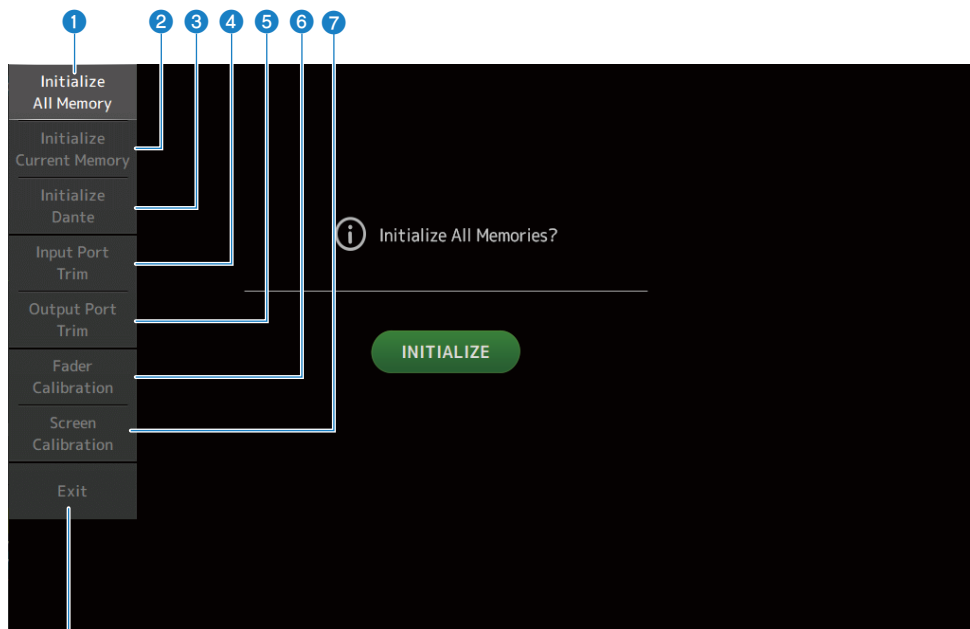 1 2 3 4 5 6 7
Initialize
All Memory
Initialize
Current Memory
Initialize
Dante
Input Port
Trim
Output Port
Trim
Fader
Calibration
Screen
Calibration
Exit
Initialize All Memories?
INITIALIZE